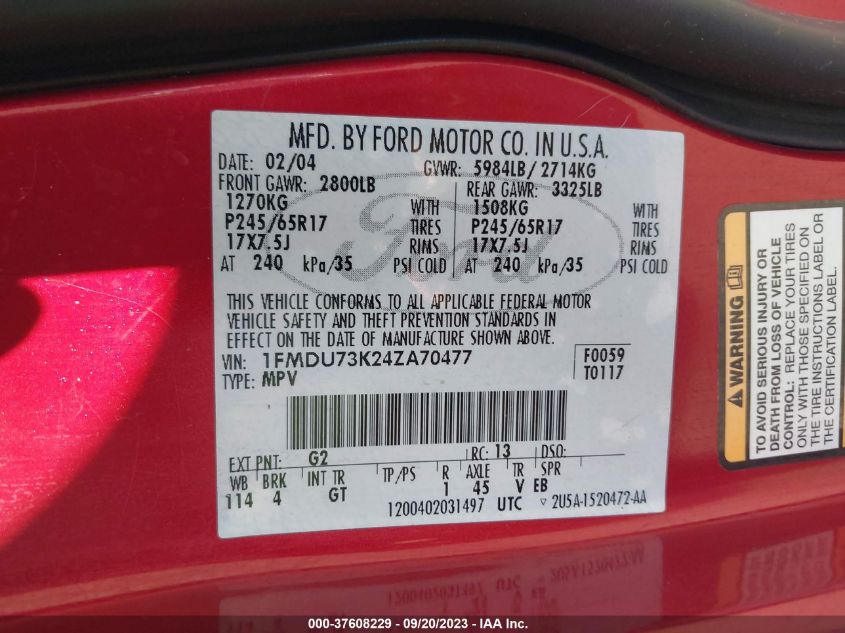 MFD. BY FORD MOTOR CO. IN U.S.A.
DATE: 02/04 GVWR: 5984LB/ 2714KG
FRONT GAWR: 2800LB REAR GAWR: 3325LB
1270KG WITH 1508KG WITH
P245/65R17 TIRES P245/65R17 TIRES
17X7.5J RIMS 17X7.5J RIMS
AT 240 kPa/35 PSI COLD AT 240 kPa/35 PSI COLD
Ford
THIS VEHICLE CONFORMS TO ALL APPLICABLE FEDERAL MOTOR
VEHICLE SAFETY AND THEFT PREVENTION STANDARDS IN
EFFECT ON THE DATE OF MANUFACTURE SHOWN ABOVE.
VIN: 1FMDU73K24ZA70477 F0059
TYPE: MPV T0117
EXT PNT: G2 RC: 13 DSO:
WB BRK INT TR TP/PS R AXLE TR SPR
114 4 GT 1 45 V EB
1200402031497 UTC ▿ 2U5A-1520472-AA
WARNING
TO AVOID SERIOUS INJURY OR
DEATH FROM LOSS OF VEHICLE
CONTROL: REPLACE YOUR TIRES
ONLY WITH THOSE SPECIFIED ON
THE TIRE INSTRUCTIONS LABEL OR
THE CERTIFICATION LABEL.
000-37608229 - 09/20/2023 - IAA Inc.